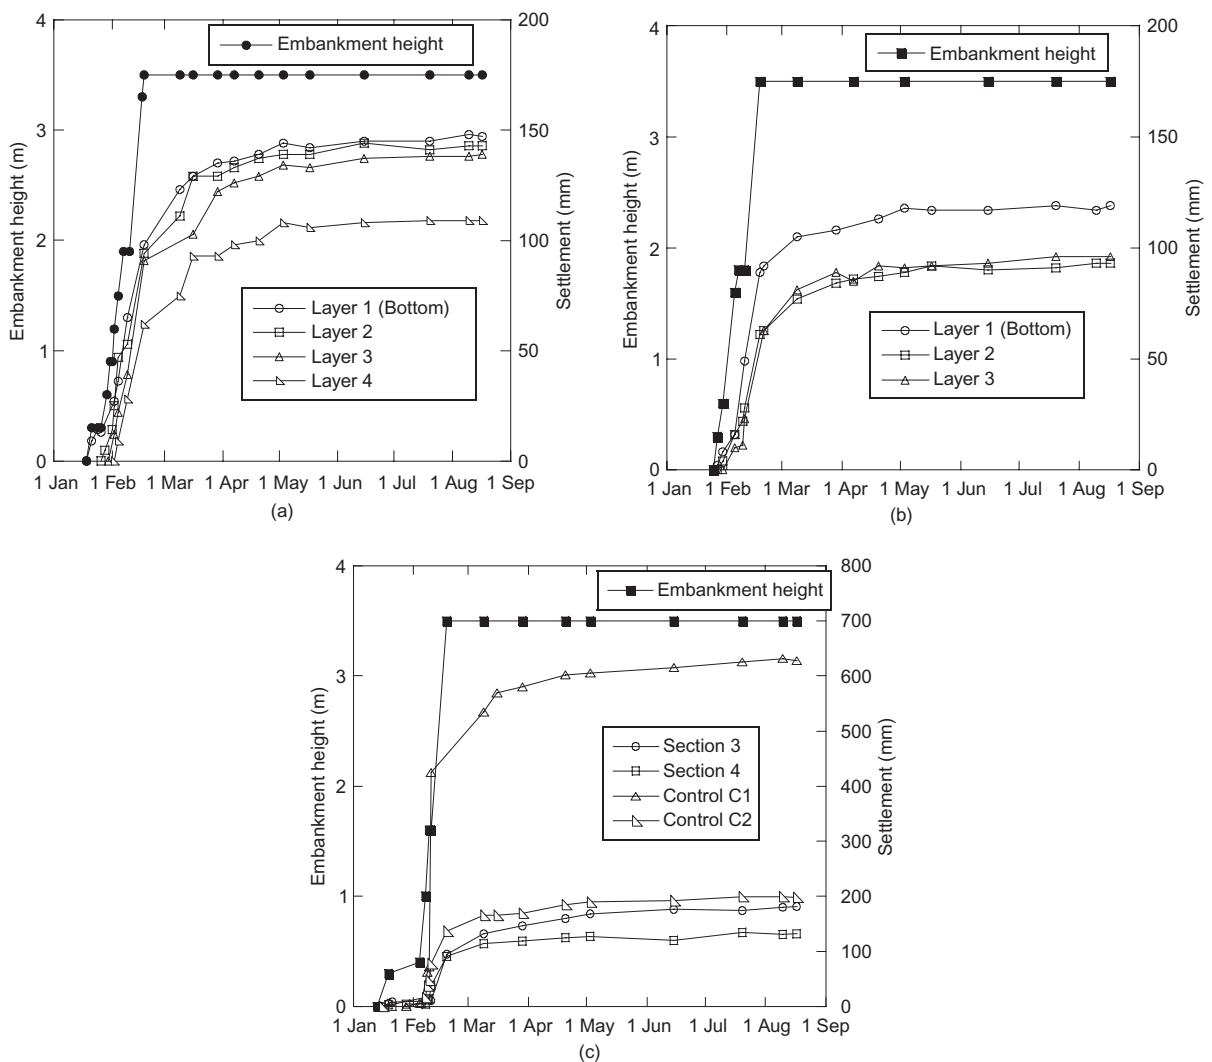 4
3
2
1
0
Embankment height (m)
Embankment height
Layer 1 (Bottom)
Layer 2
Layer 3
Layer 4
200
150
100
50
0
Settlement (mm)
1 Jan 1 Feb 1 Mar 1 Apr 1 May 1 Jun 1 Jul 1 Aug 1 Sep
(a)
4
3
2
1
0
Embankment height (m)
Embankment height
Layer 1 (Bottom)
Layer 2
Layer 3
200
150
100
50
0
Settlement (mm)
1 Jan 1 Feb 1 Mar 1 Apr 1 May 1 Jun 1 Jul 1 Aug 1 Sep
(b)
4
3
2
1
0
Embankment height (m)
Embankment height
Section 3
Section 4
Control C1
Control C2
800
700
600
500
400
300
200
100
0
Settlement (mm)
1 Jan 1 Feb 1 Mar 1 Apr 1 May 1 Jun 1 Jul 1 Aug 1 Sep
(c)